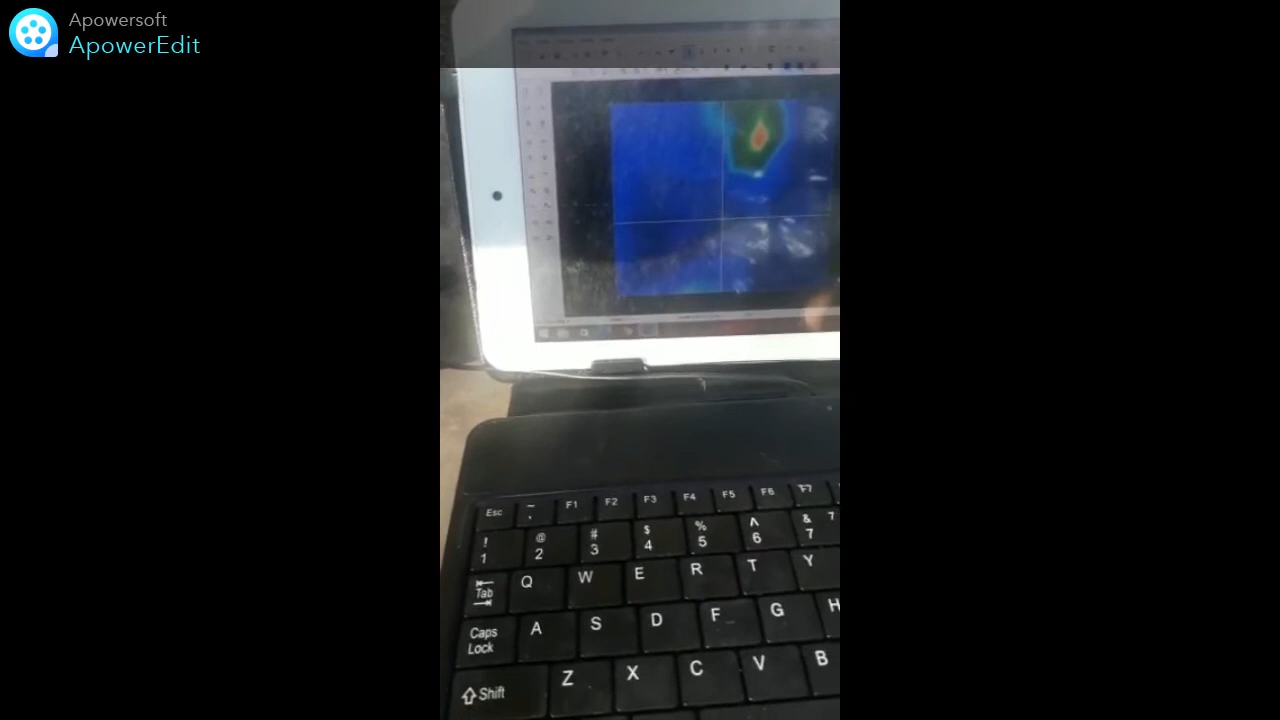 Apowersoft
ApowerEdit
Esc ~ F1 F2 F3 F4 F5 F6 F7
! @ # $ % ^ & 7
1 2 3 4 5 6 7
Tab Q W E R T Y
Caps Lock A S D F G H
Shift Z X C V B